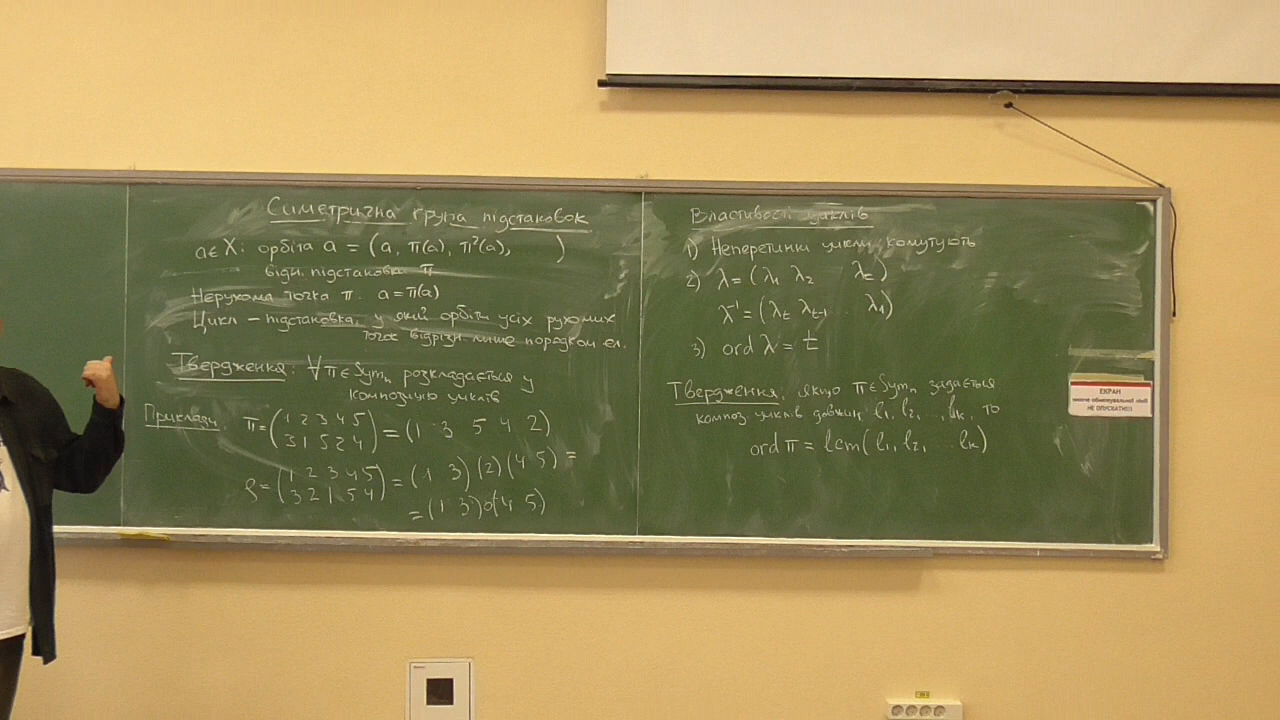 Симетрична група підстановок
a∈X: орбіта a = (a, π(a), π²(a),     )
відн. підстановки π
Нерухома точка π: a=π(a)
Цикл – підстановка, у якій орбіти усіх рухомих
точок відрізн. лише порядком ел.
Твердження: ∀π∈Symₙ розкладається у
композицію циклів
Приклади: π = (1 2 3 4 5 / 3 1 5 2 4) = (1 3 5 4 2)
ρ = (1 2 3 4 5 / 3 2 1 5 4) = (1 3)(2)(4 5) =
= (1 3)∘(4 5)
Властивості циклів
1) Неперетинні цикли комутують
2) λ = (λ₁ λ₂     λₜ)
λ⁻¹ = (λₜ λₜ₋₁ .. λ₁)
3) ord λ = t
Твердження: якщо π∈Symₙ задається
композ. циклів довжин l₁, l₂, .., lₖ, то
ord π = lcm(l₁, l₂, ... lₖ)
ЕКРАН
НЕ ОПУСКАТИ!!!